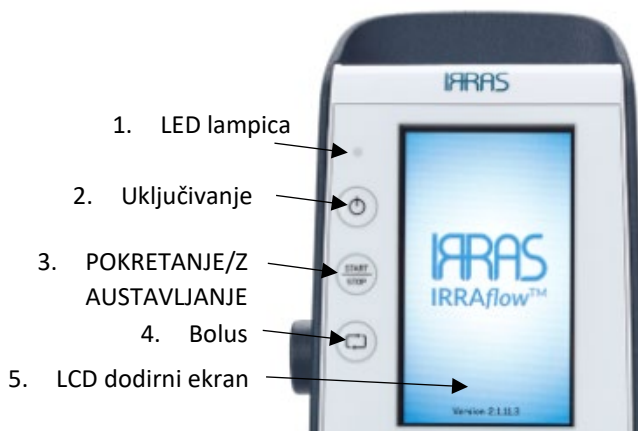 IRRAS
1. LED lampica
2. Uključivanje
3. POKRETANJE/Z
AUSTAVLJANJE
START
STOP
4. Bolus
5. LCD dodirni ekran
IRRAS
IRRAflow™
Version 2.1.11.3